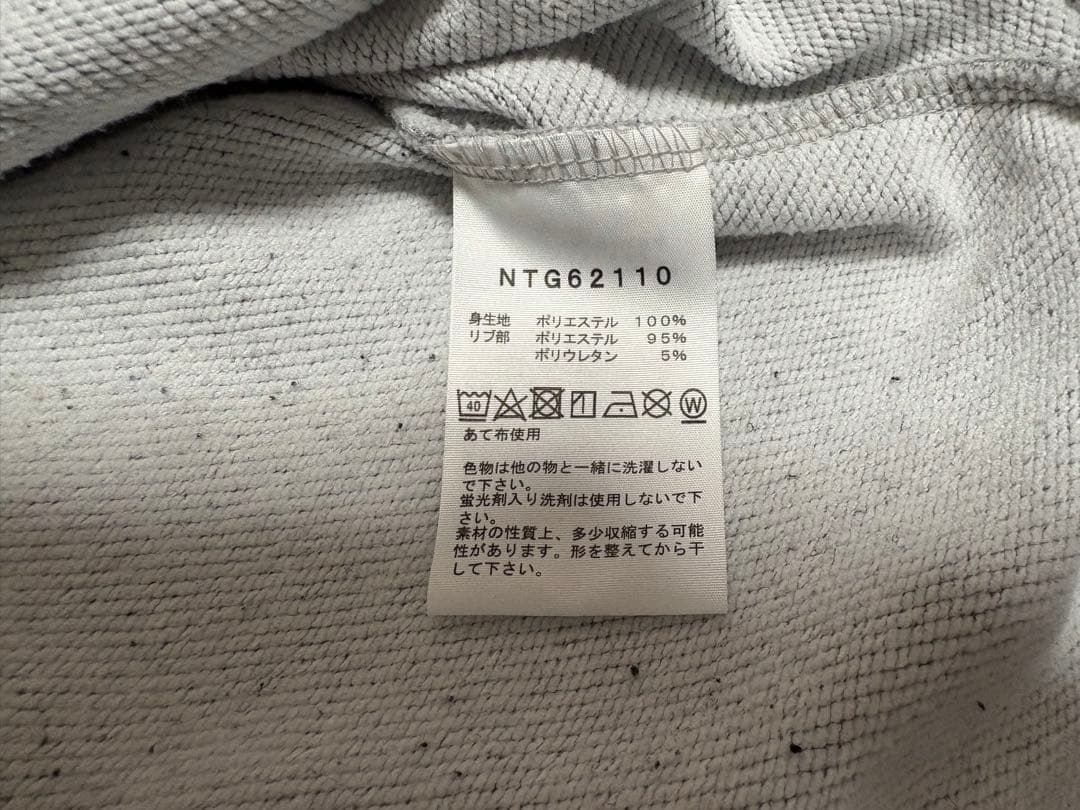 NTG62110
身生地 ポリエステル 100%
リブ部 ポリエステル 95%
ポリウレタン 5%
40 W
あて布使用
色物は他の物と一緒に洗濯しない
で下さい。
蛍光剤入り洗剤は使用しないで下
さい。
素材の性質上、多少収縮する可能
性があります。形を整えてから干
して下さい。